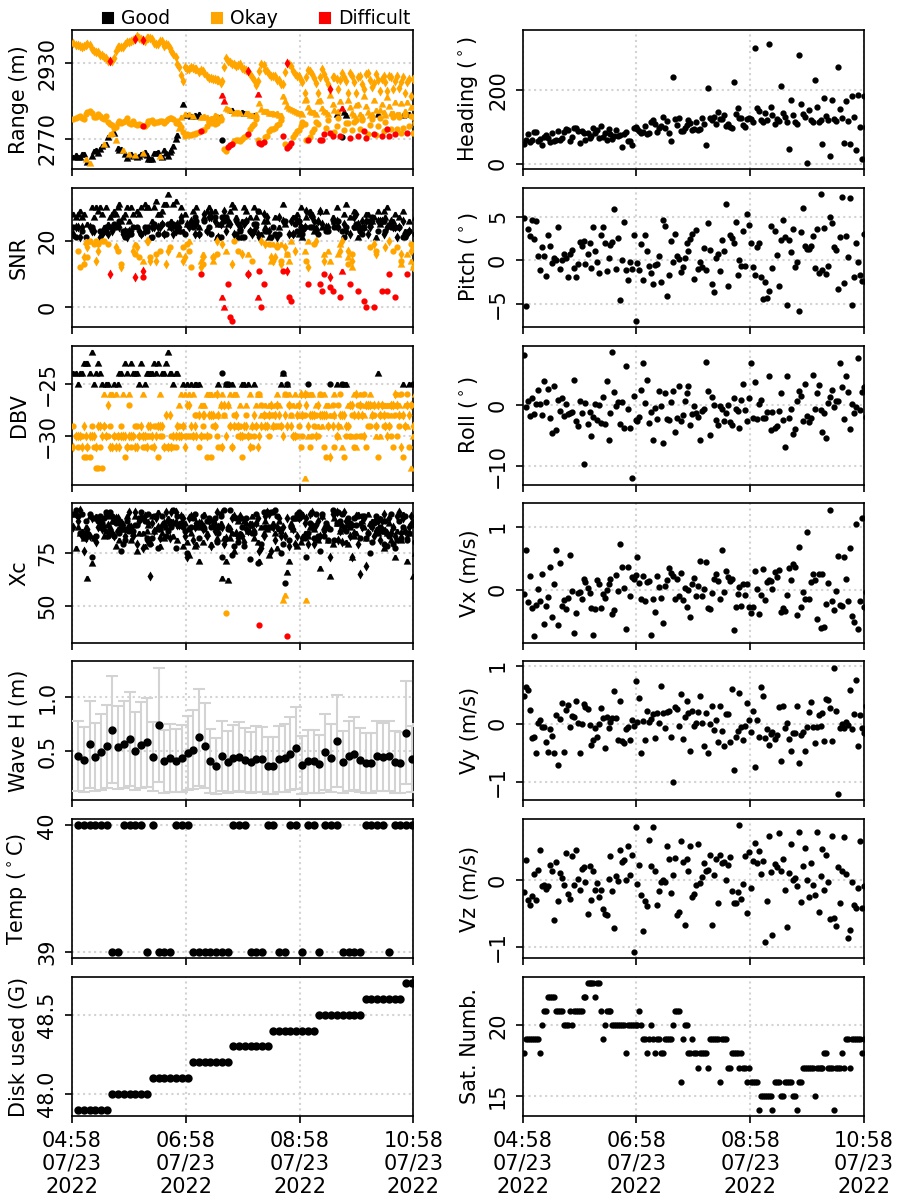 Good Okay Difficult
Range (m)
2930
2770
Heading (°)
200
0
SNR
20
0
Pitch (°)
5
0
−5
DBV
−25
−30
Roll (°)
0
−10
Xc
75
50
Vx (m/s)
1
0
Wave H (m)
1.0
0.5
Vy (m/s)
1
0
−1
Temp (°C)
40
39
Vz (m/s)
0
−1
Disk used (G)
48.5
48.0
Sat. Numb.
20
15
04:58 06:58 08:58 10:58
07/23 07/23 07/23 07/23
2022 2022 2022 2022
04:58 06:58 08:58 10:58
07/23 07/23 07/23 07/23
2022 2022 2022 2022